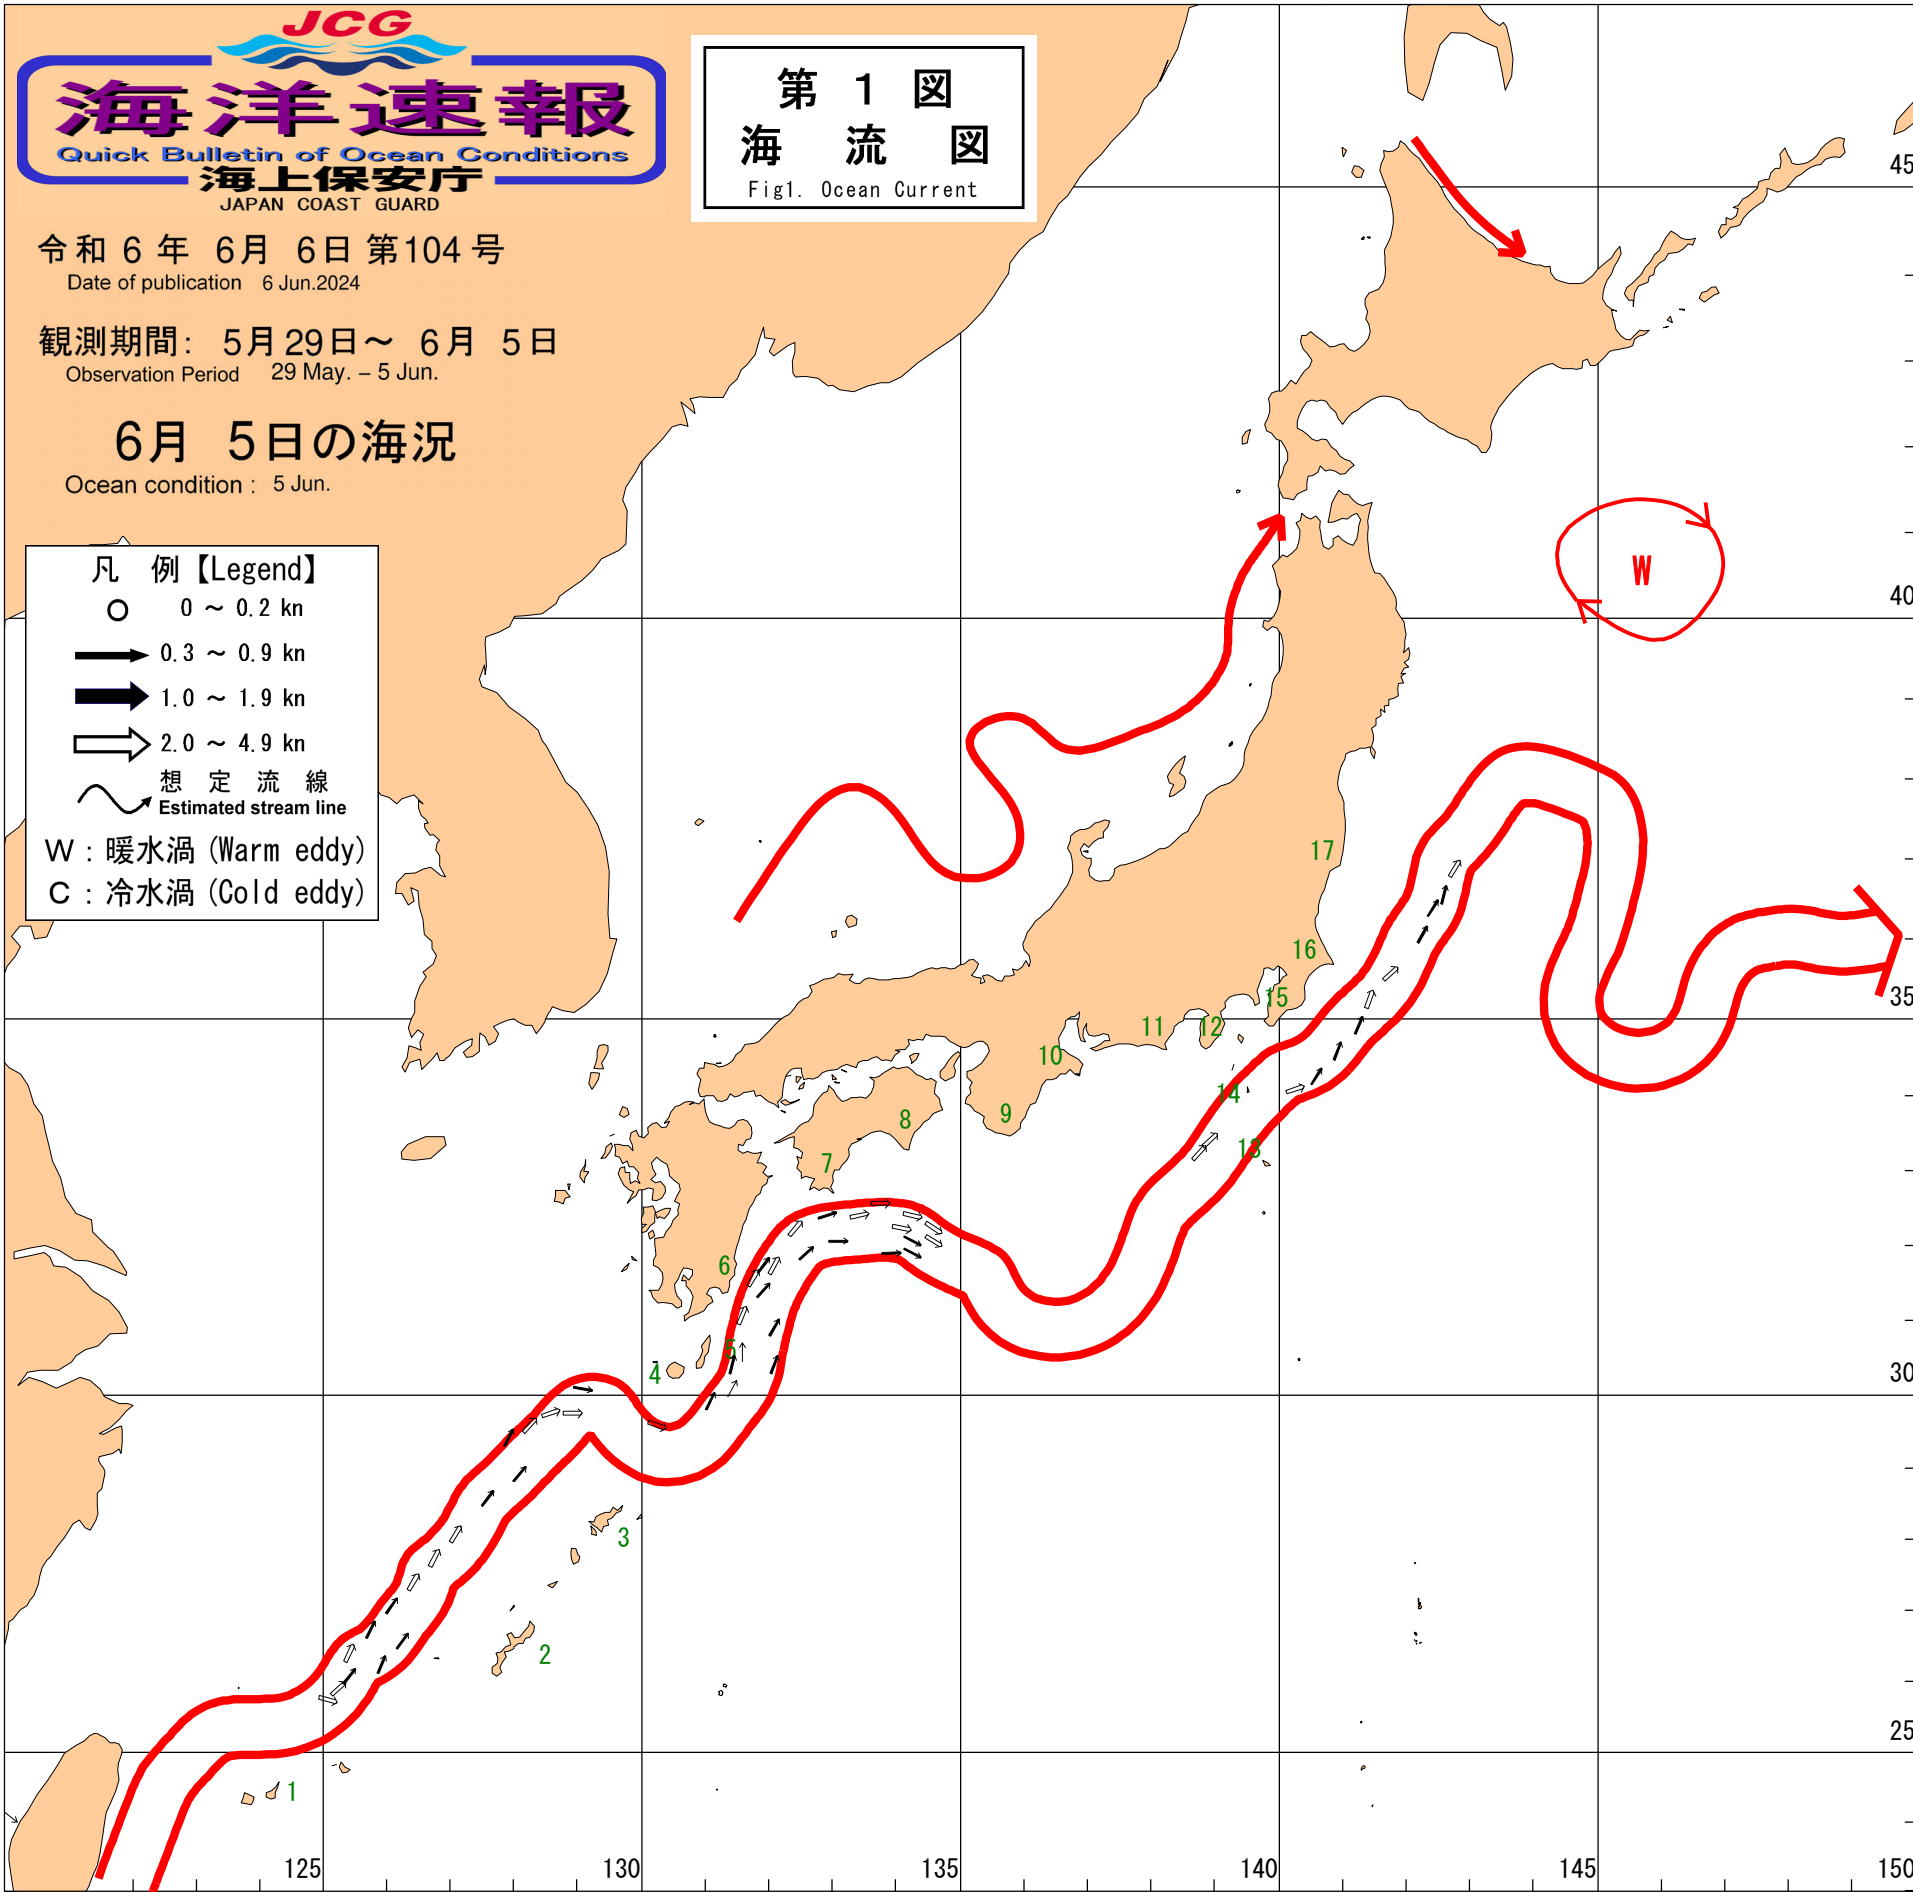 JCG
海洋速報
Quick Bulletin of Ocean Conditions
海上保安庁
JAPAN COAST GUARD
令和 6 年 6月 6日 第104 号
Date of publication 6 Jun.2024
観測期間: 5月 29日～ 6月 5日
Observation Period 29 May. – 5 Jun.
6月 5日の海況
Ocean condition : 5 Jun.
第 1 図
海 流 図
Fig1. Ocean Current
凡 例【Legend】
0 ～ 0.2 kn
0.3 ～ 0.9 kn
1.0 ～ 1.9 kn
2.0 ～ 4.9 kn
想 定 流 線
Estimated stream line
W : 暖水渦 (Warm eddy)
C : 冷水渦 (Cold eddy)
45
W
40
17
16
15
35
11
12
10
14
9
8
13
7
6
5
4
30
3
2
25
1
125
130
135
140
145
150